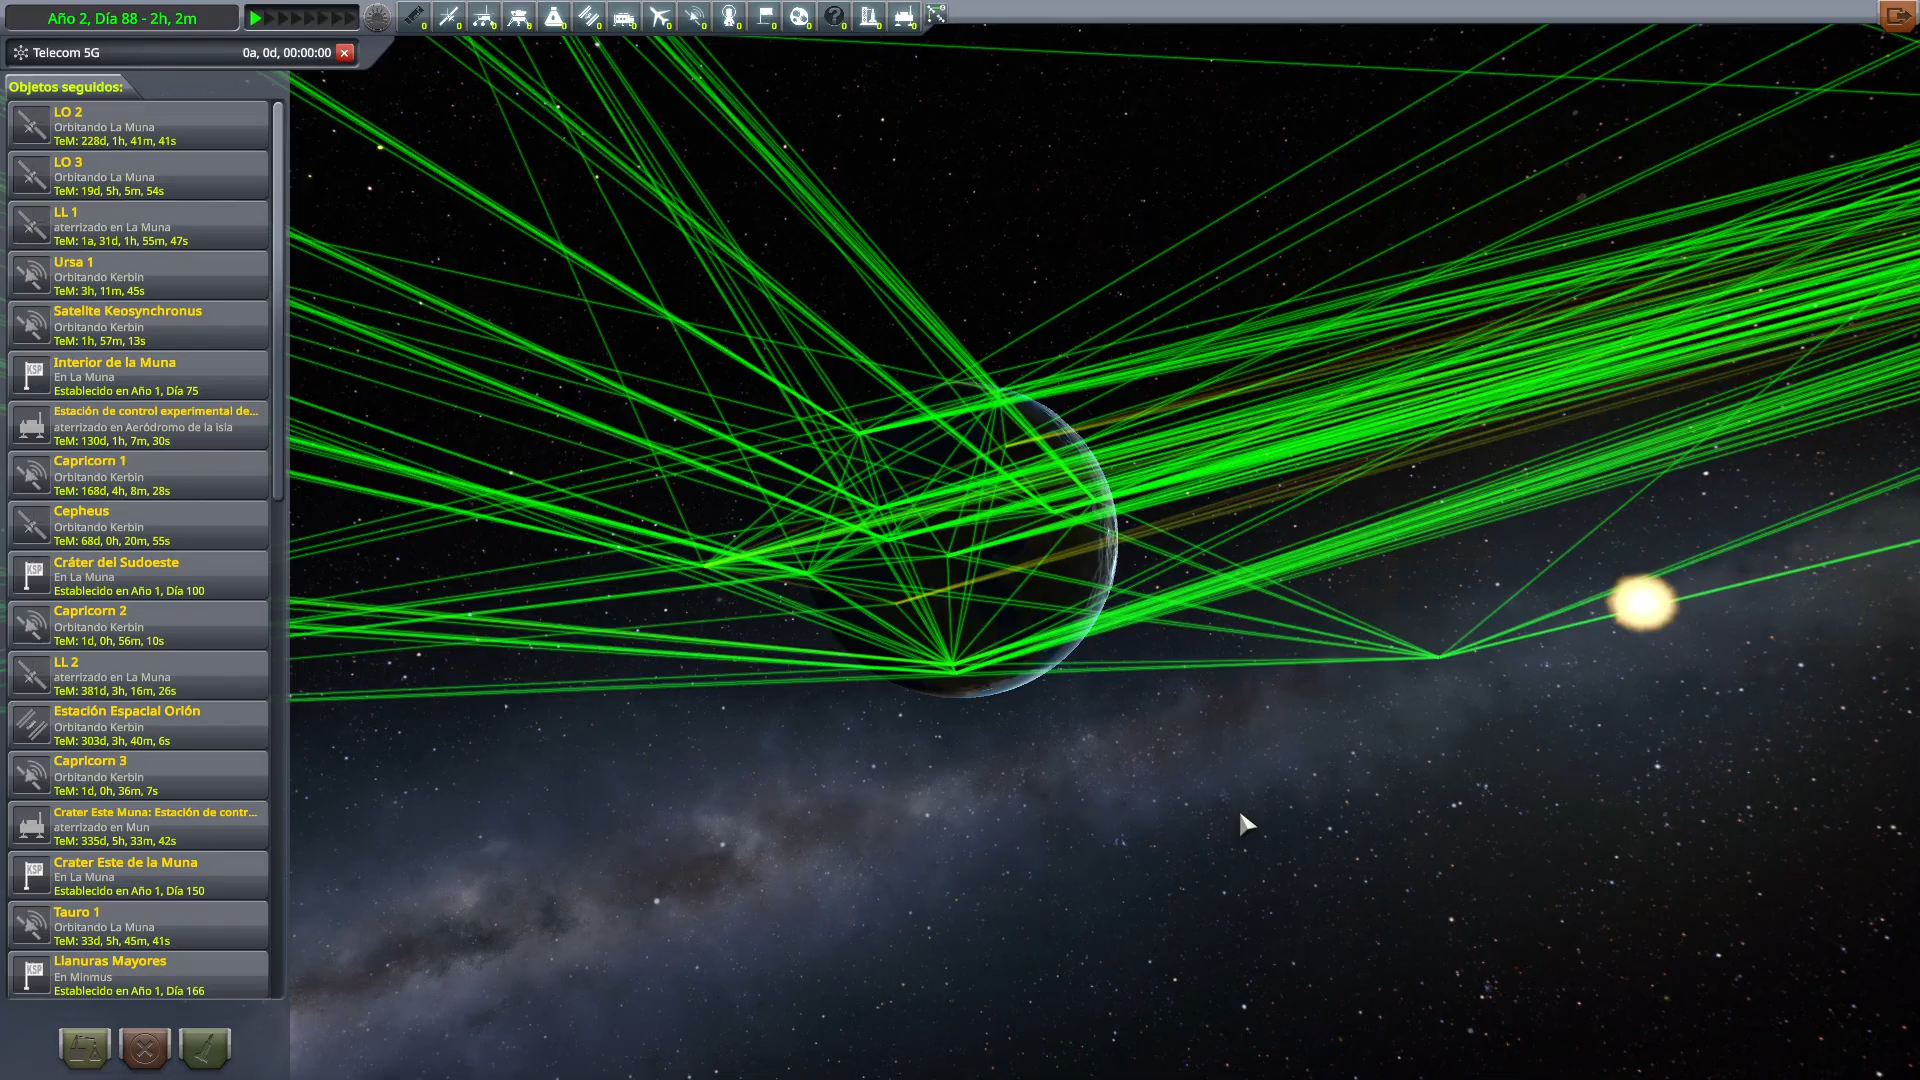 Año 2, Día 88 - 2h, 2m
Telecom 5G 0a, 0d, 00:00:00
Objetos seguidos:
LO 2
Orbitando La Muna
TeM: 228d, 1h, 41m, 41s
LO 3
Orbitando La Muna
TeM: 19d, 5h, 5m, 54s
LL 1
aterrizado en La Muna
TeM: 1a, 31d, 1h, 55m, 47s
Ursa 1
Orbitando Kerbin
TeM: 3h, 11m, 45s
Satelite Keosynchronus
Orbitando Kerbin
TeM: 1h, 57m, 13s
KSP
Interior de la Muna
En La Muna
Establecido en Año 1, Día 75
Estación de control experimental de...
aterrizado en Aeródromo de la isla
TeM: 130d, 1h, 7m, 30s
Capricorn 1
Orbitando Kerbin
TeM: 168d, 4h, 8m, 28s
Cepheus
Orbitando Kerbin
TeM: 68d, 0h, 20m, 55s
KSP
Cráter del Sudoeste
En La Muna
Establecido en Año 1, Día 100
Capricorn 2
Orbitando Kerbin
TeM: 1d, 0h, 56m, 10s
LL 2
aterrizado en La Muna
TeM: 381d, 3h, 16m, 26s
Estación Espacial Orión
Orbitando Kerbin
TeM: 303d, 3h, 40m, 6s
Capricorn 3
Orbitando Kerbin
TeM: 1d, 0h, 36m, 7s
Crater Este Muna: Estación de contr...
aterrizado en Mun
TeM: 335d, 5h, 33m, 42s
KSP
Crater Este de la Muna
En La Muna
Establecido en Año 1, Día 150
Tauro 1
Orbitando La Muna
TeM: 33d, 5h, 45m, 41s
KSP
Llanuras Mayores
En Minmus
Establecido en Año 1, Día 166